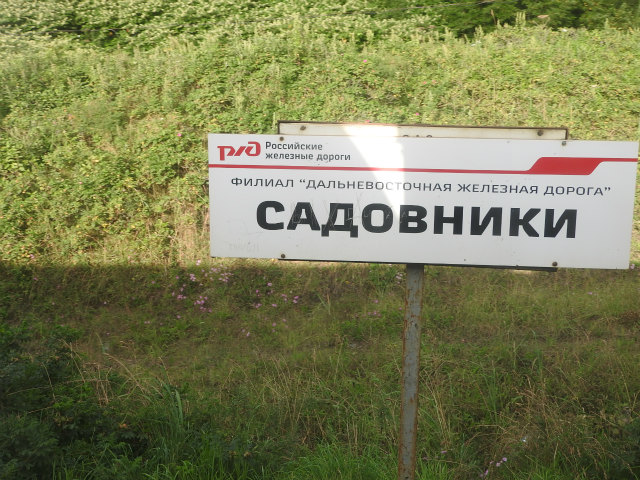 РЖД Российские
железные дороги
ФИЛИАЛ "ДАЛЬНЕВОСТОЧНАЯ ЖЕЛЕЗНАЯ ДОРОГА"
САДОВНИКИ